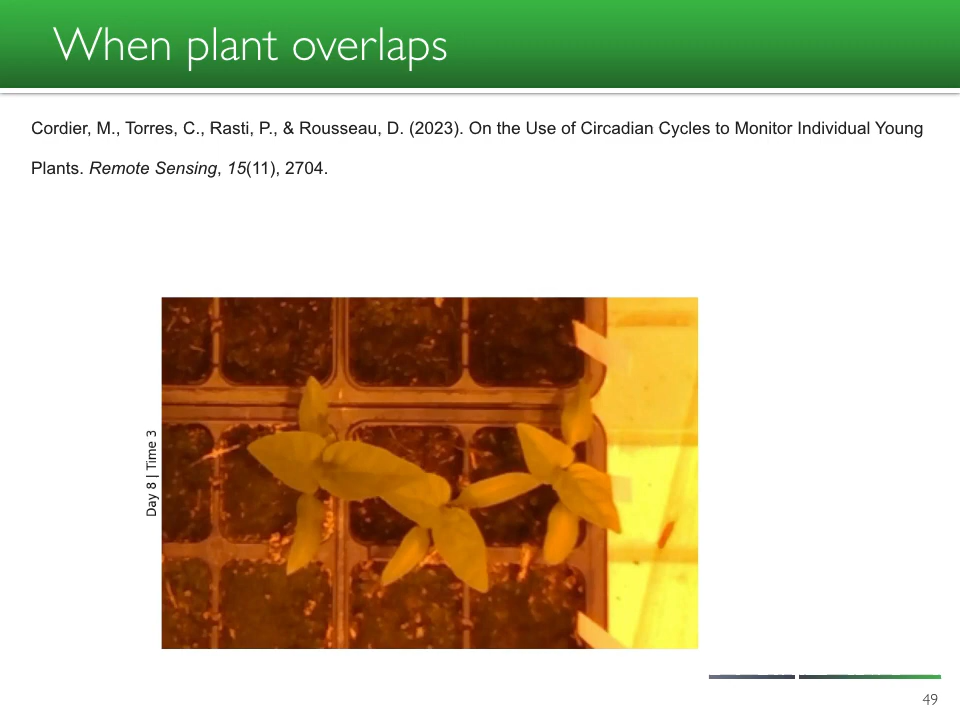 When plant overlaps
Cordier, M., Torres, C., Rasti, P., & Rousseau, D. (2023). On the Use of Circadian Cycles to Monitor Individual Young
Plants. Remote Sensing, 15(11), 2704.
Day 8 | Time 3
49